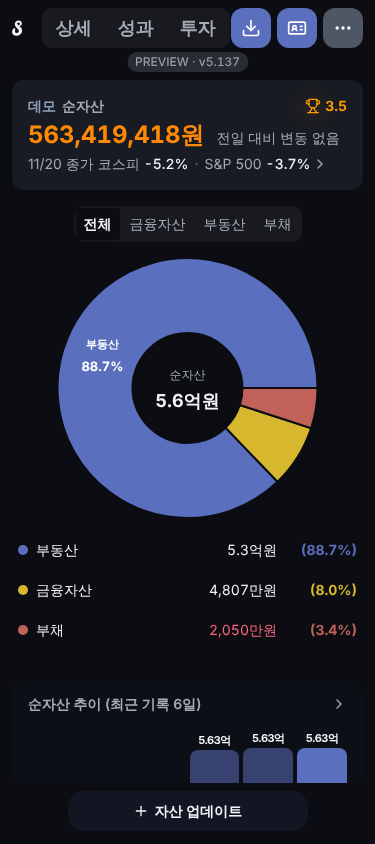 상세 성과 투자
PREVIEW · v5.137
데모 순자산 3.5
563,419,418원 전일 대비 변동 없음
11/20 종가 코스피 -5.2% · S&P 500 -3.7%
전체 금융자산 부동산 부채
부동산
88.7%
순자산
5.6억원
부동산 5.3억원 (88.7%)
금융자산 4,807만원 (8.0%)
부채 2,050만원 (3.4%)
순자산 추이 (최근 기록 6일)
5.63억 5.63억 5.63억
+ 자산 업데이트